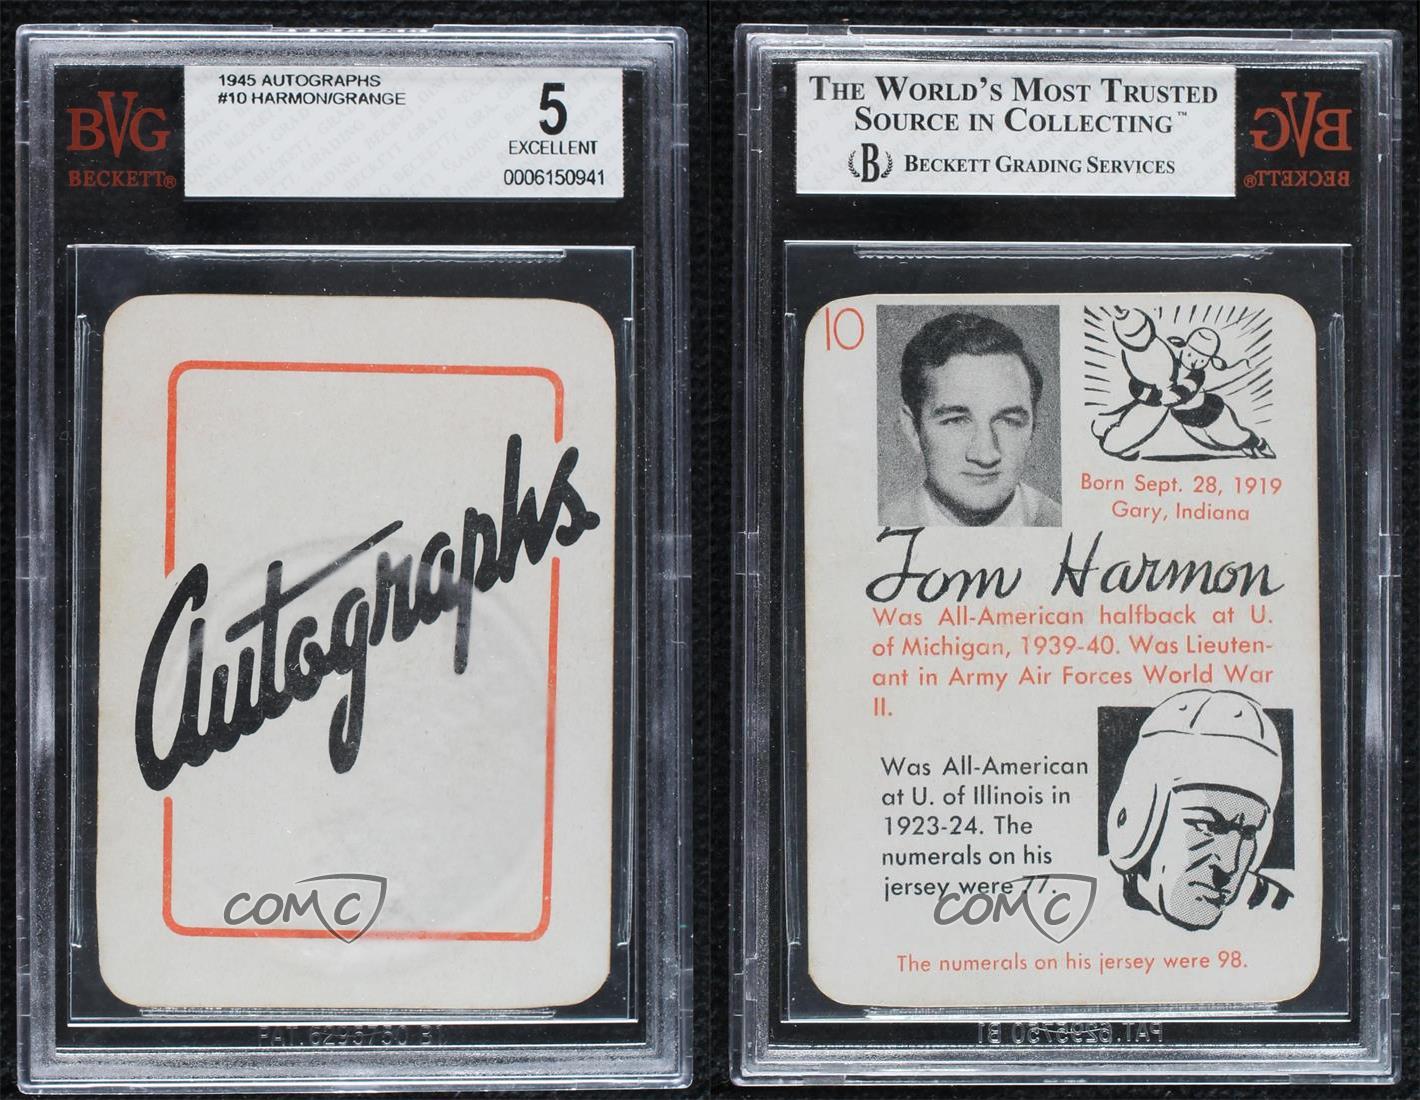 BVG
BECKETT®
1945 AUTOGRAPHS
#10 HARMON/GRANGE
5
EXCELLENT
0006150941
Autographs.
COMC
PAT. 6295750 B1
THE WORLD'S MOST TRUSTED
SOURCE IN COLLECTING™
B BECKETT GRADING SERVICES
BVG
BECKETT®
10
Born Sept. 28, 1919
Gary, Indiana
Tom Harmon
Was All-American halfback at U.
of Michigan, 1939-40. Was Lieuten-
ant in Army Air Forces World War
II.
Was All-American
at U. of Illinois in
1923-24. The
numerals on his
jersey were 77.
COMC
The numerals on his jersey were 98.
PAT. 6295750 B1